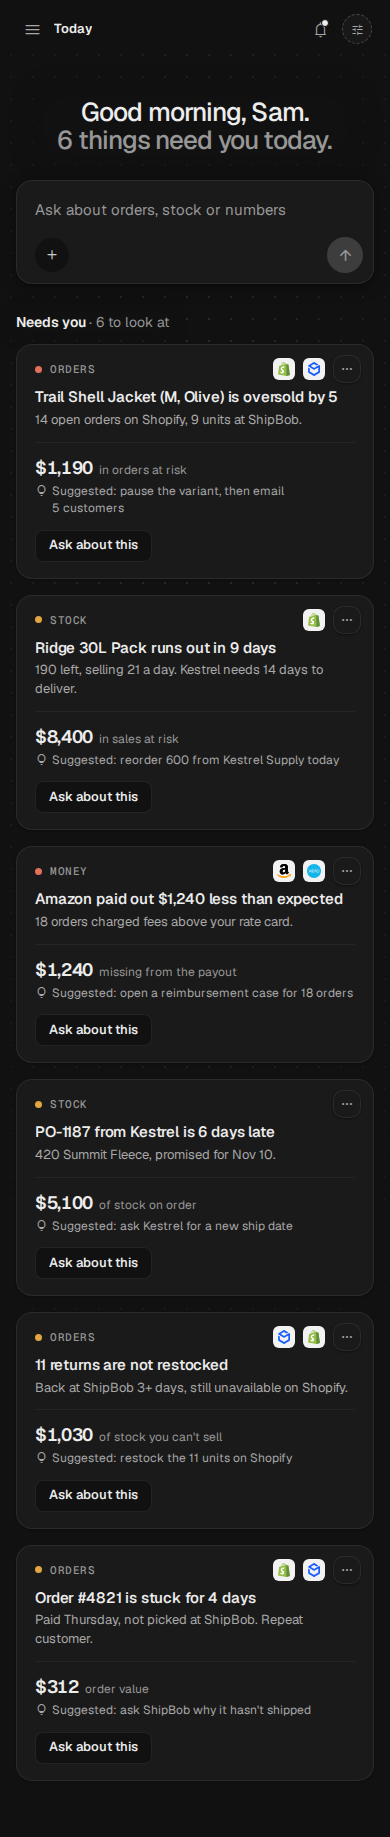 Today
Good morning, Sam.
6 things need you today.
Ask about orders, stock or numbers
Needs you · 6 to look at
ORDERS
Trail Shell Jacket (M, Olive) is oversold by 5
14 open orders on Shopify, 9 units at ShipBob.
$1,190 in orders at risk
Suggested: pause the variant, then email
5 customers
Ask about this
STOCK
Ridge 30L Pack runs out in 9 days
190 left, selling 21 a day. Kestrel needs 14 days to
deliver.
$8,400 in sales at risk
Suggested: reorder 600 from Kestrel Supply today
Ask about this
MONEY
Amazon paid out $1,240 less than expected
18 orders charged fees above your rate card.
$1,240 missing from the payout
Suggested: open a reimbursement case for 18 orders
Ask about this
STOCK
PO-1187 from Kestrel is 6 days late
420 Summit Fleece, promised for Nov 10.
$5,100 of stock on order
Suggested: ask Kestrel for a new ship date
Ask about this
ORDERS
11 returns are not restocked
Back at ShipBob 3+ days, still unavailable on Shopify.
$1,030 of stock you can't sell
Suggested: restock the 11 units on Shopify
Ask about this
ORDERS
Order #4821 is stuck for 4 days
Paid Thursday, not picked at ShipBob. Repeat
customer.
$312 order value
Suggested: ask ShipBob why it hasn't shipped
Ask about this